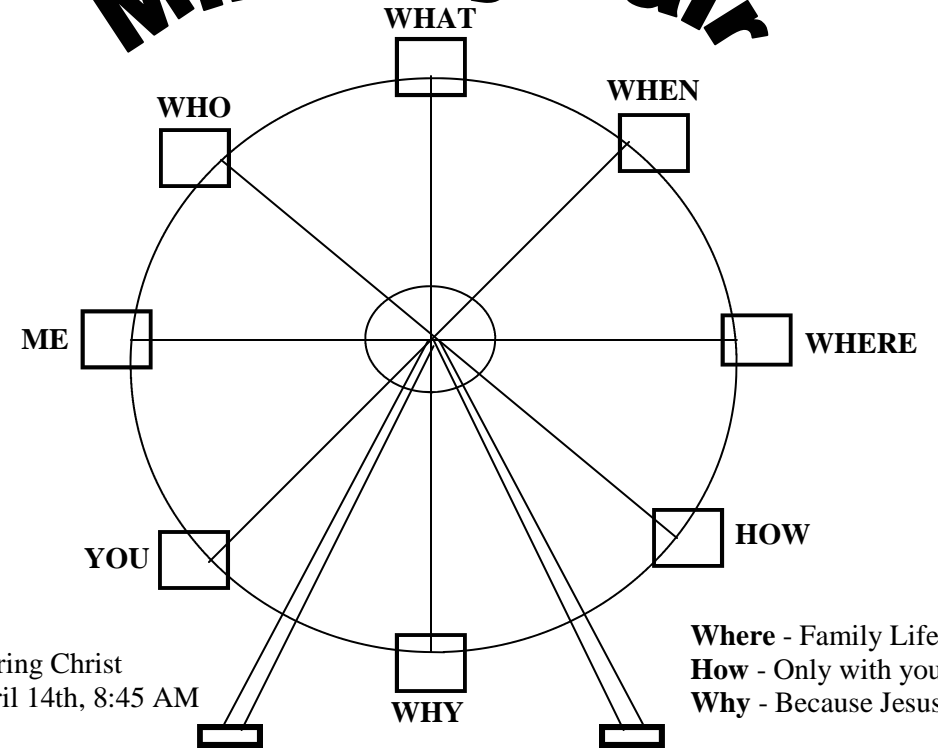 WHAT
WHEN
WHO
ME
WHERE
YOU
HOW
WHY
ring Christ
ril 14th, 8:45 AM
Where - Family Life
How - Only with you
Why - Because Jesus